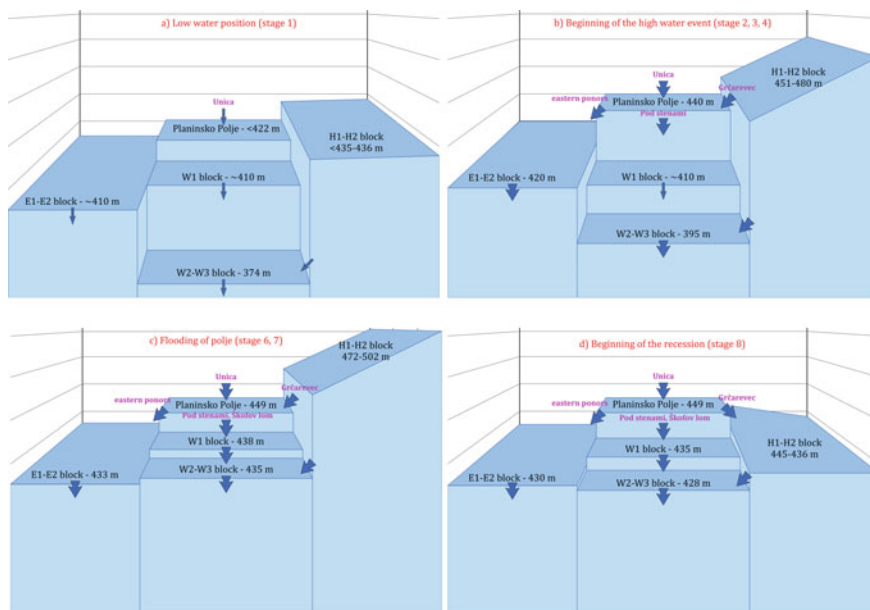 a) Low water position (stage 1)
Unica
Planinsko Polje - <422 m
H1-H2 block
<435-436 m
W1 block - ~410 m
E1-E2 block - ~410 m
W2-W3 block - 374 m
b) Beginning of the high water event (stage 2, 3, 4)
H1-H2 block
451-480 m
Unica
Grčarevec
eastern ponors
Planinsko Polje - 440 m
Pod stenami
E1-E2 block - 420 m
W1 block - ~410 m
W2-W3 block - 395 m
c) Flooding of polje (stage 6, 7)
H1-H2 block
472-502 m
Unica
Grčarevec
eastern ponors
Planinsko Polje - 449 m
Pod stenami, Škofov lom
W1 block - 438 m
W2-W3 block - 435 m
E1-E2 block - 433 m
d) Beginning of the recession (stage 8)
Unica
eastern ponors
Planinsko Polje - 449 m
Grčarevec
Pod stenami, Škofov lom
H1-H2 block
445-436 m
W1 block - 435 m
E1-E2 block - 430 m
W2-W3 block - 428 m